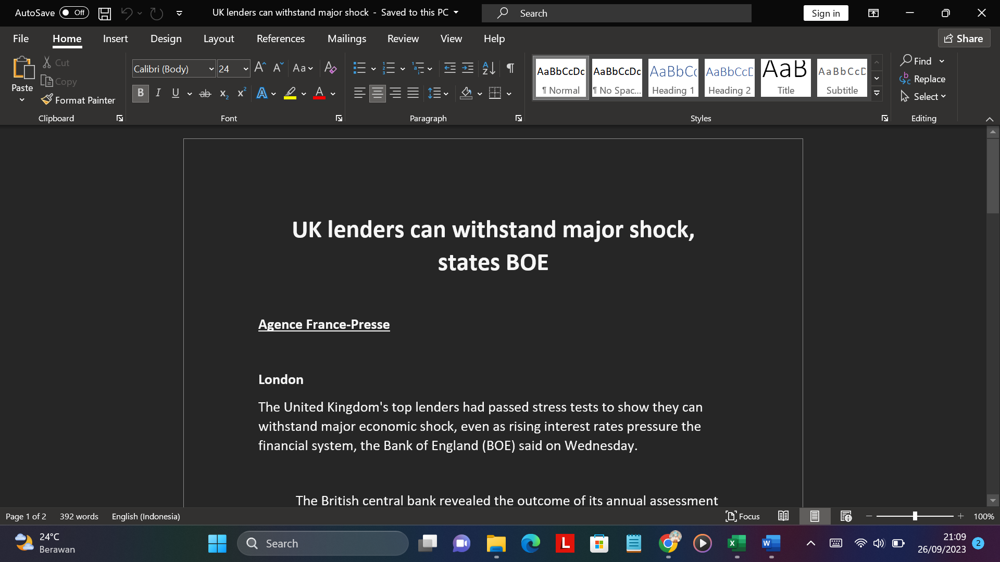 AutoSave Off UK lenders can withstand major shock - Saved to this PC Search Sign in
File Home Insert Design Layout References Mailings Review View Help Share
Paste
Cut
Copy
Format Painter
Clipboard
Calibri (Body) 24
Font
Paragraph
AaBbCcDc AaBbCcDc AaBbCc AaBbCcD AaB AaBbCcD
¶ Normal ¶ No Spac... Heading 1 Heading 2 Title Subtitle
Styles
Find
Replace
Select
Editing
UK lenders can withstand major shock,
states BOE
Agence France-Presse
London
The United Kingdom's top lenders had passed stress tests to show they can
withstand major economic shock, even as rising interest rates pressure the
financial system, the Bank of England (BOE) said on Wednesday.
The British central bank revealed the outcome of its annual assessment
Page 1 of 2 392 words English (Indonesia) Focus 100%
24°C
Berawan
Search
21:09
26/09/2023 2